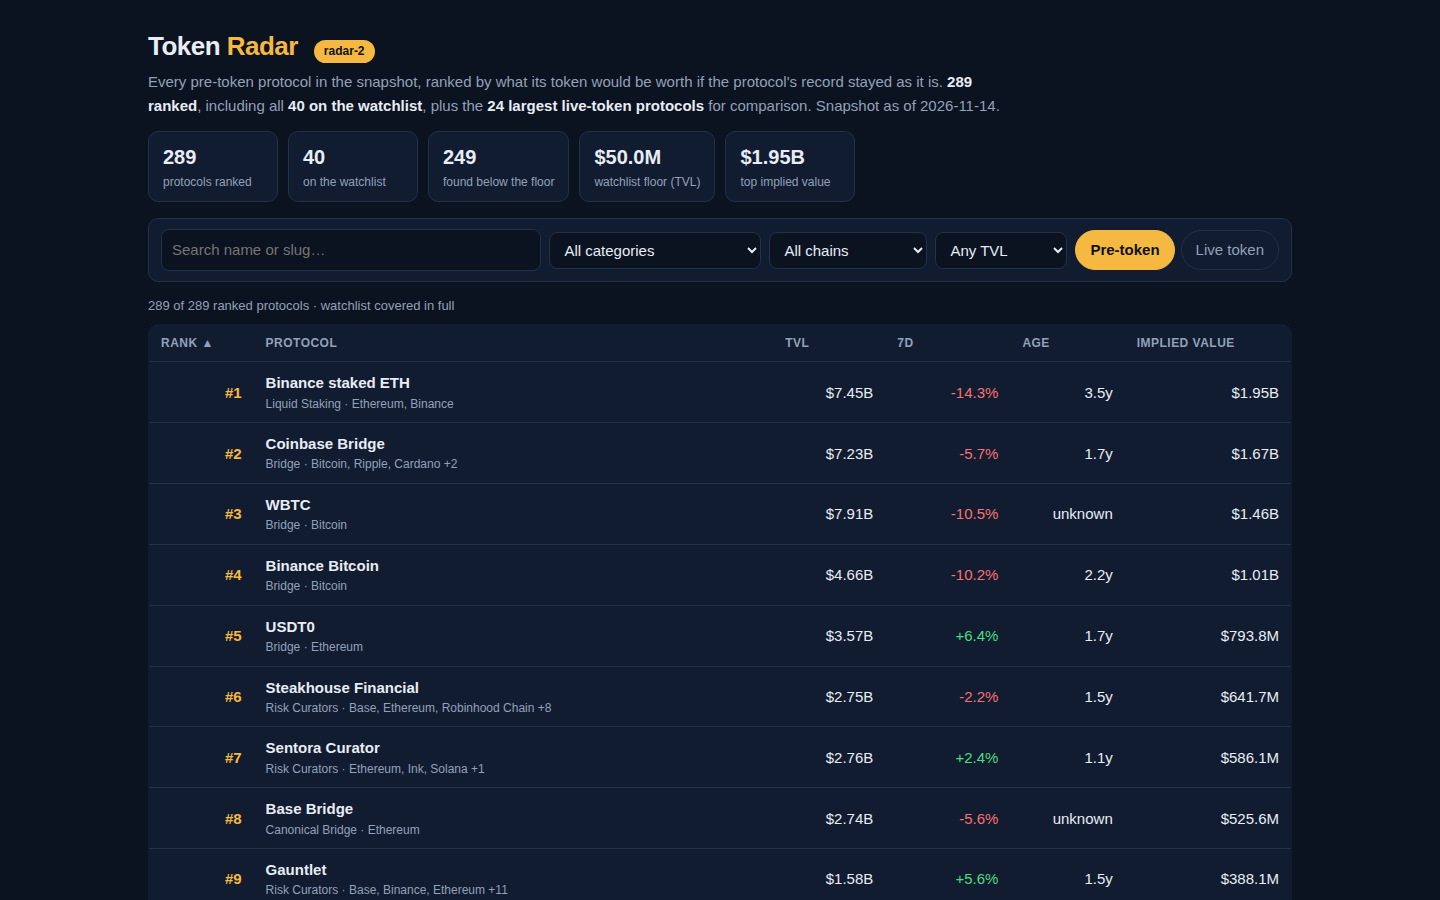 Token Radar radar-2
Every pre-token protocol in the snapshot, ranked by what its token would be worth if the protocol's record stayed as it is. 289
ranked, including all 40 on the watchlist, plus the 24 largest live-token protocols for comparison. Snapshot as of 2026-11-14.
289 40 249 $50.0M $1.95B
protocols ranked on the watchlist found below the floor watchlist floor (TVL) top implied value
Search name or slug… All categories All chains Any TVL Pre-token Live token
289 of 289 ranked protocols · watchlist covered in full
RANK ▲ PROTOCOL TVL 7D AGE IMPLIED VALUE
#1 Binance staked ETH $7.45B -14.3% 3.5y $1.95B
Liquid Staking · Ethereum, Binance
#2 Coinbase Bridge $7.23B -5.7% 1.7y $1.67B
Bridge · Bitcoin, Ripple, Cardano +2
#3 WBTC $7.91B -10.5% unknown $1.46B
Bridge · Bitcoin
#4 Binance Bitcoin $4.66B -10.2% 2.2y $1.01B
Bridge · Bitcoin
#5 USDT0 $3.57B +6.4% 1.7y $793.8M
Bridge · Ethereum
#6 Steakhouse Financial $2.75B -2.2% 1.5y $641.7M
Risk Curators · Base, Ethereum, Robinhood Chain +8
#7 Sentora Curator $2.76B +2.4% 1.1y $586.1M
Risk Curators · Ethereum, Ink, Solana +1
#8 Base Bridge $2.74B -5.6% unknown $525.6M
Canonical Bridge · Ethereum
#9 Gauntlet $1.58B +5.6% 1.5y $388.1M
Risk Curators · Base, Binance, Ethereum +11